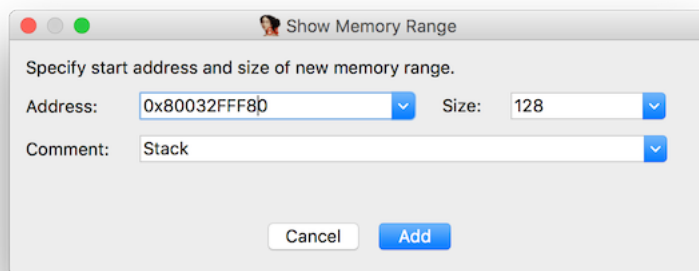 Show Memory Range
Specify start address and size of new memory range.
Address: 0x80032FFF80 Size: 128
Comment: Stack
Cancel Add